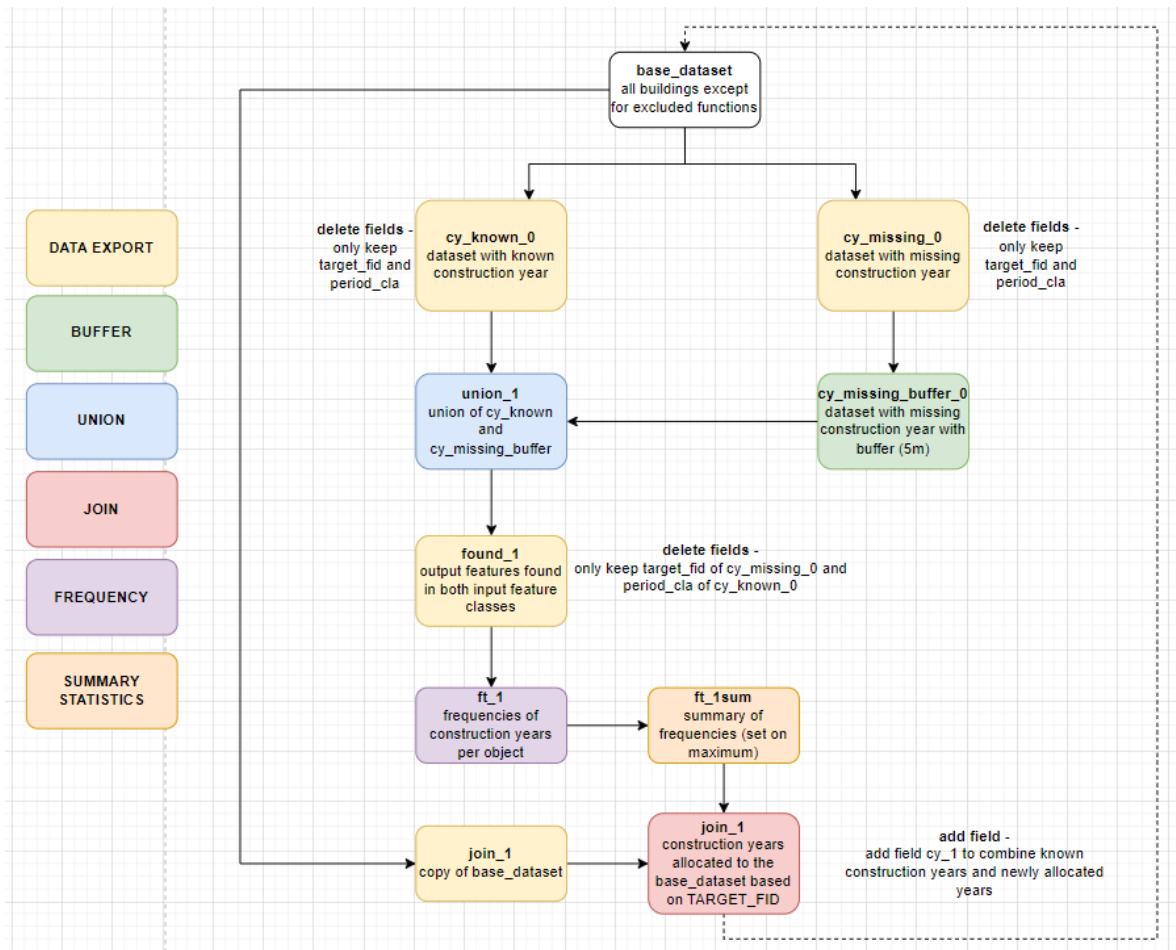 base_dataset
all buildings except
for excluded functions
delete fields -
only keep
target_fid and
period_cla
cy_known_0
dataset with known
construction year
cy_missing_0
dataset with missing
construction year
delete fields -
only keep
target_fid and
period_cla
DATA EXPORT
BUFFER
UNION
JOIN
FREQUENCY
SUMMARY
STATISTICS
union_1
union of cy_known
and
cy_missing_buffer
cy_missing_buffer_0
dataset with missing
construction year with
buffer (5m)
found_1
output features found
in both input feature
classes
delete fields -
only keep target_fid of cy_missing_0 and
period_cla of cy_known_0
ft_1
frequencies of
construction years
per object
ft_1sum
summary of
frequencies (set on
maximum)
join_1
copy of base_dataset
join_1
construction years
allocated to the
base_dataset based
on TARGET_FID
add field -
add field cy_1 to combine known
construction years and newly allocated
years